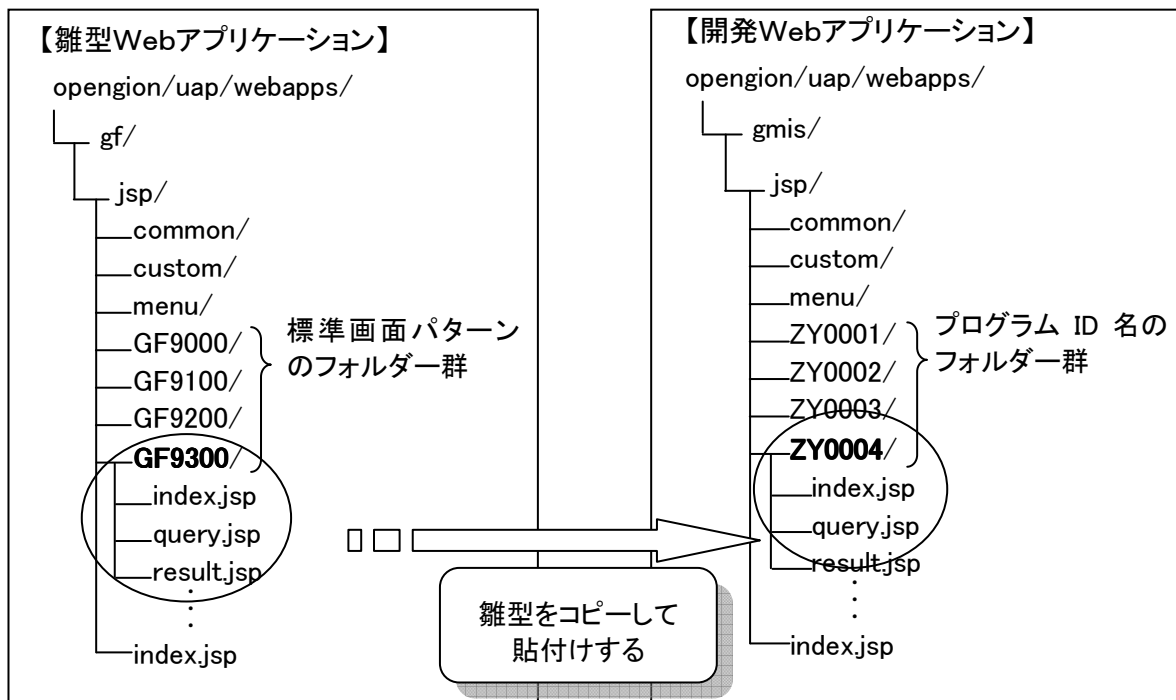 【雛型Webアプリケーション】
opengion/uap/webapps/
gf/
jsp/
common/
custom/
menu/
GF9000/
GF9100/
GF9200/
GF9300/
index.jsp
query.jsp
result.jsp
index.jsp
標準画面パターン
のフォルダー群
雛型をコピーして
貼付けする
【開発Webアプリケーション】
opengion/uap/webapps/
gmis/
jsp/
common/
custom/
menu/
ZY0001/
ZY0002/
ZY0003/
ZY0004/
index.jsp
query.jsp
result.jsp
index.jsp
プログラム ID 名の
フォルダー群